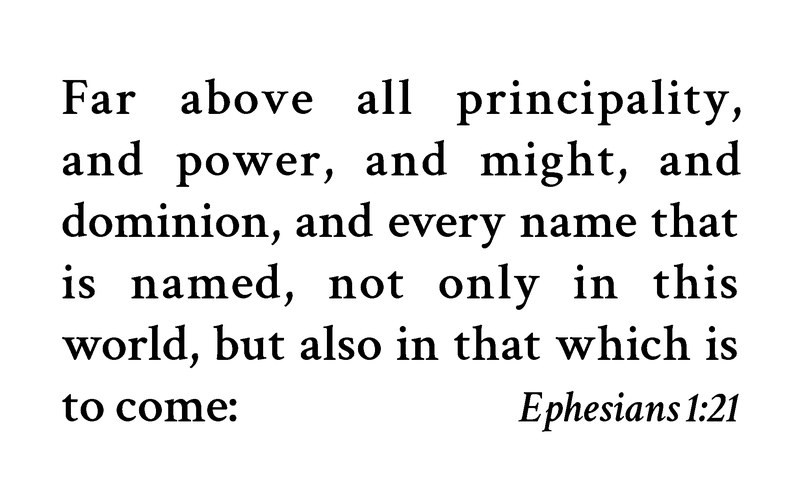 Far above all principality,
and power, and might, and
dominion, and every name that
is named, not only in this
world, but also in that which is
to come: Ephesians 1:21